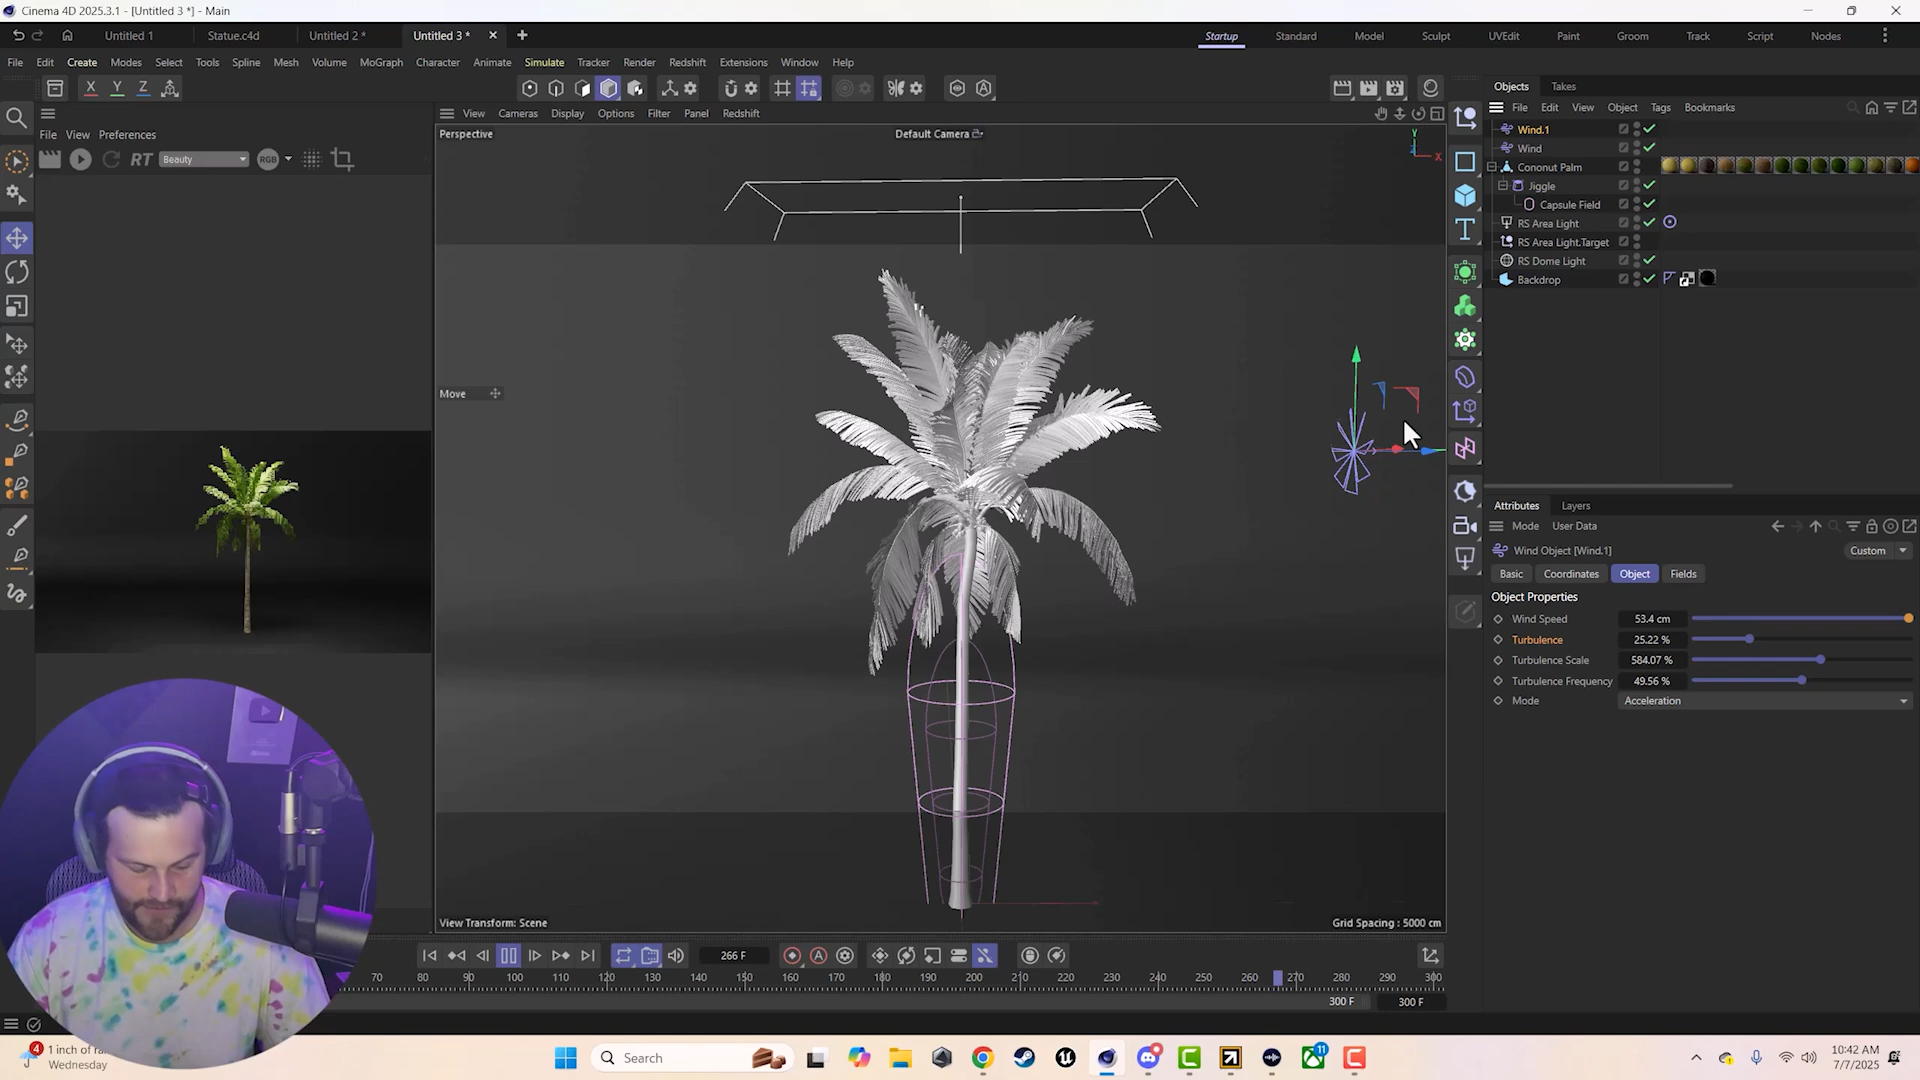 Cinema 4D 2025.3.1 - [Untitled 3 *] - Main
Untitled 1
Statue.c4d
Untitled 2 *
Untitled 3 *
Startup
Standard
Model
Sculpt
UVEdit
Paint
Groom
Track
Script
Nodes
File Edit Create Modes Select Tools Spline Mesh Volume MoGraph Character Animate Simulate Tracker Render Redshift Extensions Window Help
X Y Z
Objects Takes
File Edit View Object Tags Bookmarks
File View Preferences
RT Beauty RGB
View Cameras Display Options Filter Panel Redshift
Perspective
Default Camera
Y
X
Move
Wind.1
Wind
Coconut Palm
Jiggle
Capsule Field
RS Area Light
RS Area Light.Target
RS Dome Light
Backdrop
Attributes Layers
Mode User Data
Wind Object [Wind.1]
Custom
Basic Coordinates Object Fields
Object Properties
Wind Speed 53.4 cm
Turbulence 25.22 %
Turbulence Scale 584.07 %
Turbulence Frequency 49.56 %
Mode Acceleration
View Transform: Scene
Grid Spacing : 5000 cm
266 F
70 80 90 100 110 120 130 140 150 160 170 180 190 200 210 220 230 240 250 260 270 280 290 300
300 F 300 F
4
1 inch of ra
Wednesday
Search
11
10:42 AM
7/7/2025